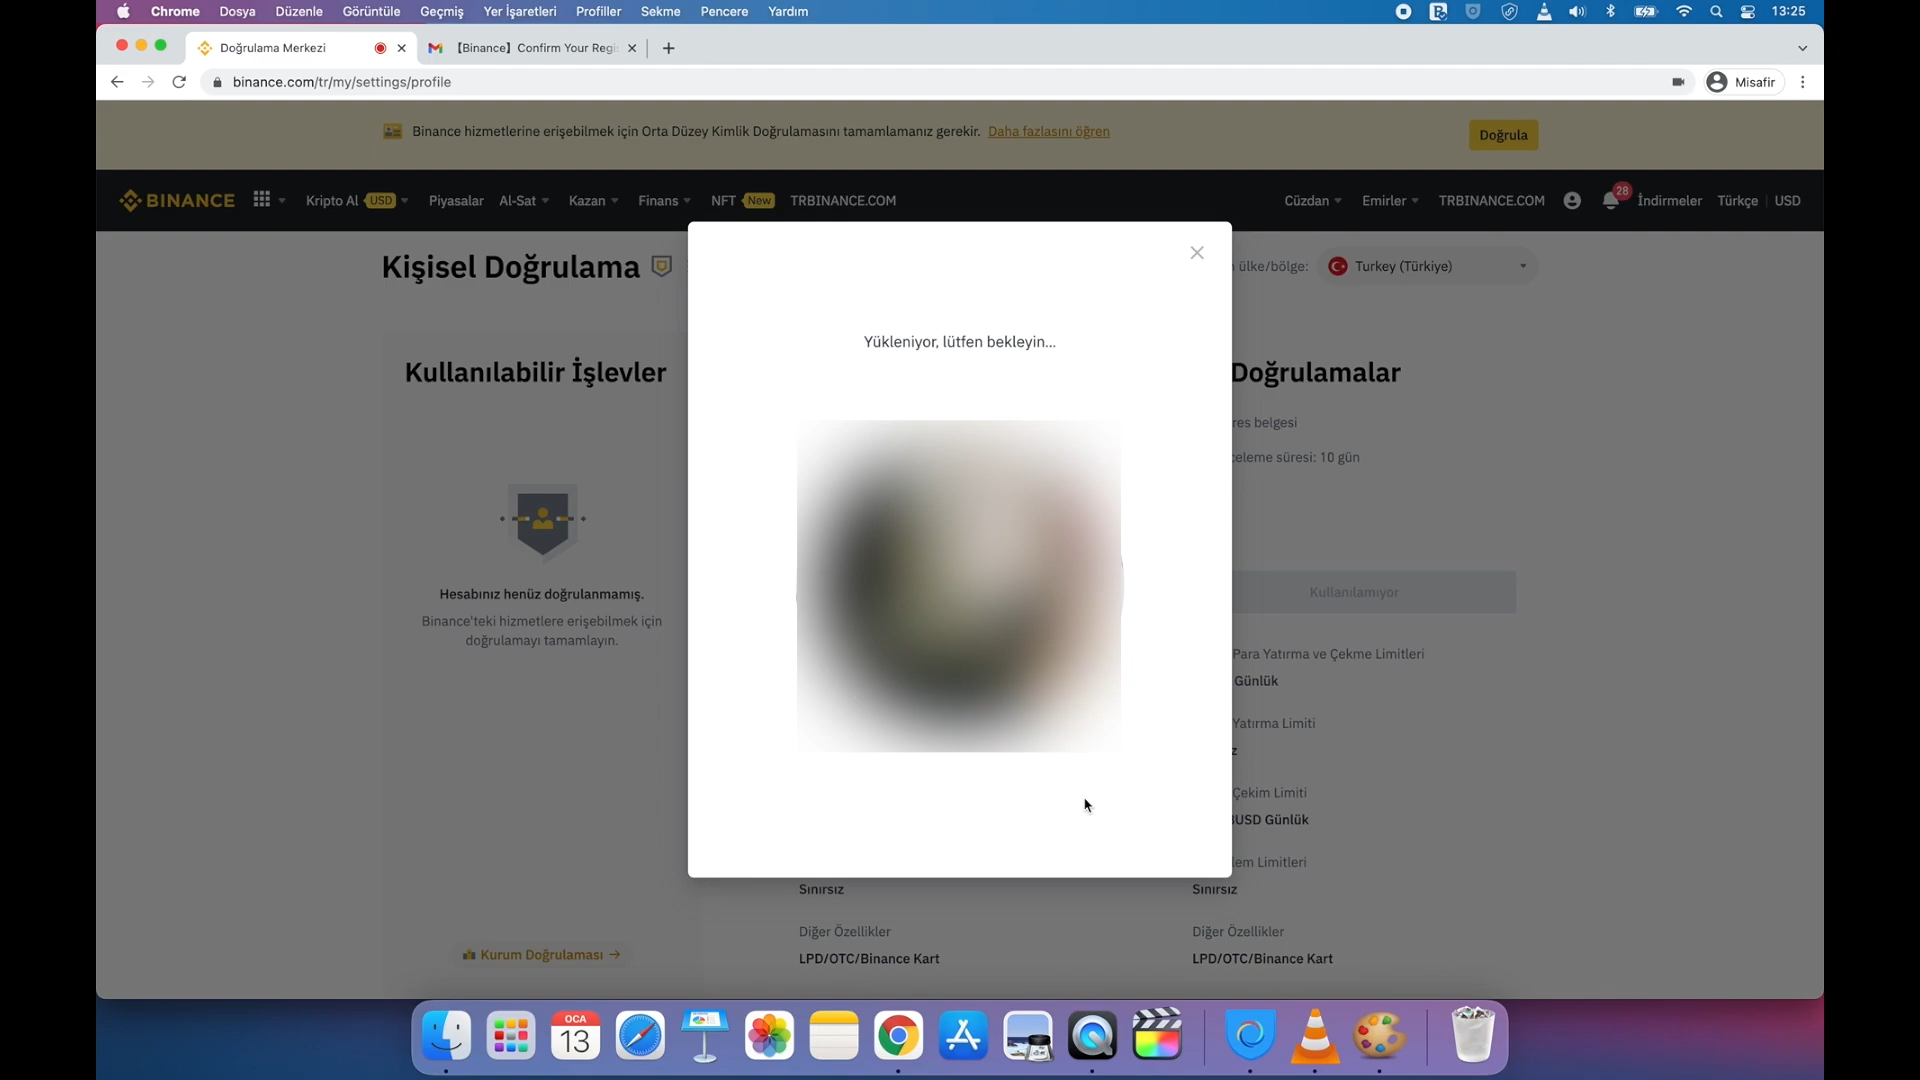 Chrome Dosya Düzenle Görüntüle Geçmiş Yer İşaretleri Profiller Sekme Pencere Yardım 13:25
Doğrulama Merkezi 【Binance】Confirm Your Regi
binance.com/tr/my/settings/profile Misafir
Binance hizmetlerine erişebilmek için Orta Düzey Kimlik Doğrulamasını tamamlamanız gerekir. Daha fazlasını öğren Doğrula
BINANCE Kripto Al USD Piyasalar Al-Sat Kazan Finans NFT New TRBINANCE.COM Cüzdan Emirler TRBINANCE.COM 28 İndirmeler Türkçe USD
Kişisel Doğrulama ülke/bölge: Turkey (Türkiye)
Yükleniyor, lütfen bekleyin...
Kullanılabilir İşlevler Doğrulamalar
res belgesi
celeme süresi: 10 gün
Hesabınız henüz doğrulanmamış.
Binance'teki hizmetlere erişebilmek için
doğrulamayı tamamlayın.
Kullanılamıyor
Para Yatırma ve Çekme Limitleri
Günlük
Yatırma Limiti
z
Çekim Limiti
BUSD Günlük
lem Limitleri
Sınırsız Sınırsız
Diğer Özellikler Diğer Özellikler
Kurum Doğrulaması → LPD/OTC/Binance Kart LPD/OTC/Binance Kart
OCA
13